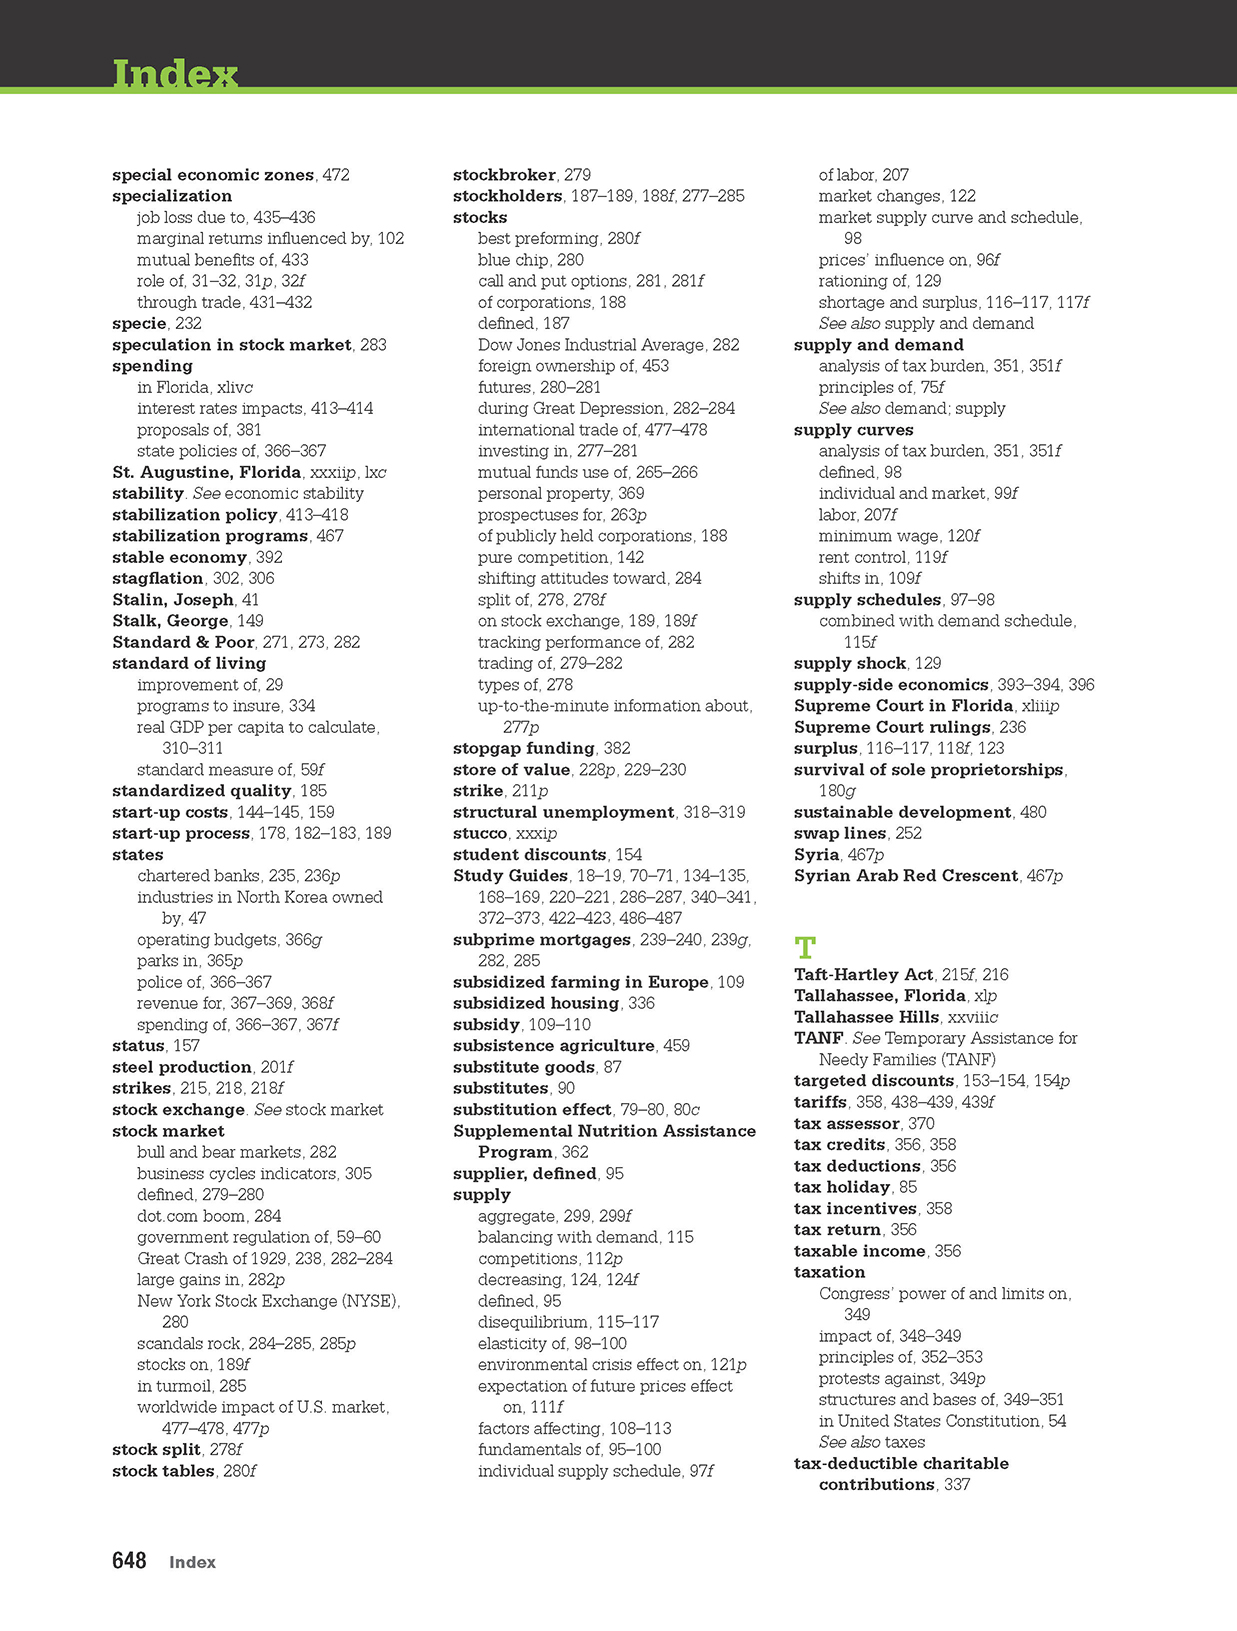 Index
special economic zones, 472
specialization
job loss due to, 435–436
marginal returns influenced by, 102
mutual benefits of, 433
role of, 31–32, 31p, 32f
through trade, 431–432
specie, 232
speculation in stock market, 283
spending
in Florida, xlivc
interest rates impacts, 413–414
proposals of, 381
state policies of, 366–367
St. Augustine, Florida, xxxiip, lxc
stability. See economic stability
stabilization policy, 413–418
stabilization programs, 467
stable economy, 392
stagflation, 302, 306
Stalin, Joseph, 41
Stalk, George, 149
Standard & Poor, 271, 273, 282
standard of living
improvement of, 29
programs to insure, 334
real GDP per capita to calculate,
310–311
standard measure of, 59f
standardized quality, 185
start-up costs, 144–145, 159
start-up process, 178, 182–183, 189
states
chartered banks, 235, 236p
industries in North Korea owned
by, 47
operating budgets, 366g
parks in, 365p
police of, 366–367
revenue for, 367–369, 368f
spending of, 366–367, 367f
status, 157
steel production, 201f
strikes, 215, 218, 218f
stock exchange. See stock market
stock market
bull and bear markets, 282
business cycles indicators, 305
defined, 279–280
dot.com boom, 284
government regulation of, 59–60
Great Crash of 1929, 238, 282–284
large gains in, 282p
New York Stock Exchange (NYSE),
280
scandals rock, 284–285, 285p
stocks on, 189f
in turmoil, 285
worldwide impact of U.S. market,
477–478, 477p
stock split, 278f
stock tables, 280f
stockbroker, 279
stockholders, 187–189, 188f, 277–285
stocks
best preforming, 280f
blue chip, 280
call and put options, 281, 281f
of corporations, 188
defined, 187
Dow Jones Industrial Average, 282
foreign ownership of, 453
futures, 280–281
during Great Depression, 282–284
international trade of, 477–478
investing in, 277–281
mutual funds use of, 265–266
personal property, 369
prospectuses for, 263p
of publicly held corporations, 188
pure competition, 142
shifting attitudes toward, 284
split of, 278, 278f
on stock exchange, 189, 189f
tracking performance of, 282
trading of, 279–282
types of, 278
up-to-the-minute information about,
277p
stopgap funding, 382
store of value, 228p, 229–230
strike, 211p
structural unemployment, 318–319
stucco, xxxip
student discounts, 154
Study Guides, 18–19, 70–71, 134–135,
168–169, 220–221, 286–287, 340–341,
372–373, 422–423, 486–487
subprime mortgages, 239–240, 239g,
282, 285
subsidized farming in Europe, 109
subsidized housing, 336
subsidy, 109–110
subsistence agriculture, 459
substitute goods, 87
substitutes, 90
substitution effect, 79–80, 80c
Supplemental Nutrition Assistance
Program, 362
supplier, defined, 95
supply
aggregate, 299, 299f
balancing with demand, 115
competitions, 112p
decreasing, 124, 124f
defined, 95
disequilibrium, 115–117
elasticity of, 98–100
environmental crisis effect on, 121p
expectation of future prices effect
on, 111f
factors affecting, 108–113
fundamentals of, 95–100
individual supply schedule, 97f
of labor, 207
market changes, 122
market supply curve and schedule,
98
prices’ influence on, 96f
rationing of, 129
shortage and surplus, 116–117, 117f
See also supply and demand
supply and demand
analysis of tax burden, 351, 351f
principles of, 75f
See also demand; supply
supply curves
analysis of tax burden, 351, 351f
defined, 98
individual and market, 99f
labor, 207f
minimum wage, 120f
rent control, 119f
shifts in, 109f
supply schedules, 97–98
combined with demand schedule,
115f
supply shock, 129
supply-side economics, 393–394, 396
Supreme Court in Florida, xliiip
Supreme Court rulings, 236
surplus, 116–117, 118f, 123
survival of sole proprietorships,
180g
sustainable development, 480
swap lines, 252
Syria, 467p
Syrian Arab Red Crescent, 467p
T
Taft-Hartley Act, 215f, 216
Tallahassee, Florida, xlp
Tallahassee Hills, xxviiic
TANF. See Temporary Assistance for
Needy Families (TANF)
targeted discounts, 153–154, 154p
tariffs, 358, 438–439, 439f
tax assessor, 370
tax credits, 356, 358
tax deductions, 356
tax holiday, 85
tax incentives, 358
tax return, 356
taxable income, 356
taxation
Congress’ power of and limits on,
349
impact of, 348–349
principles of, 352–353
protests against, 349p
structures and bases of, 349–351
in United States Constitution, 54
See also taxes
tax-deductible charitable
contributions, 337
648 Index